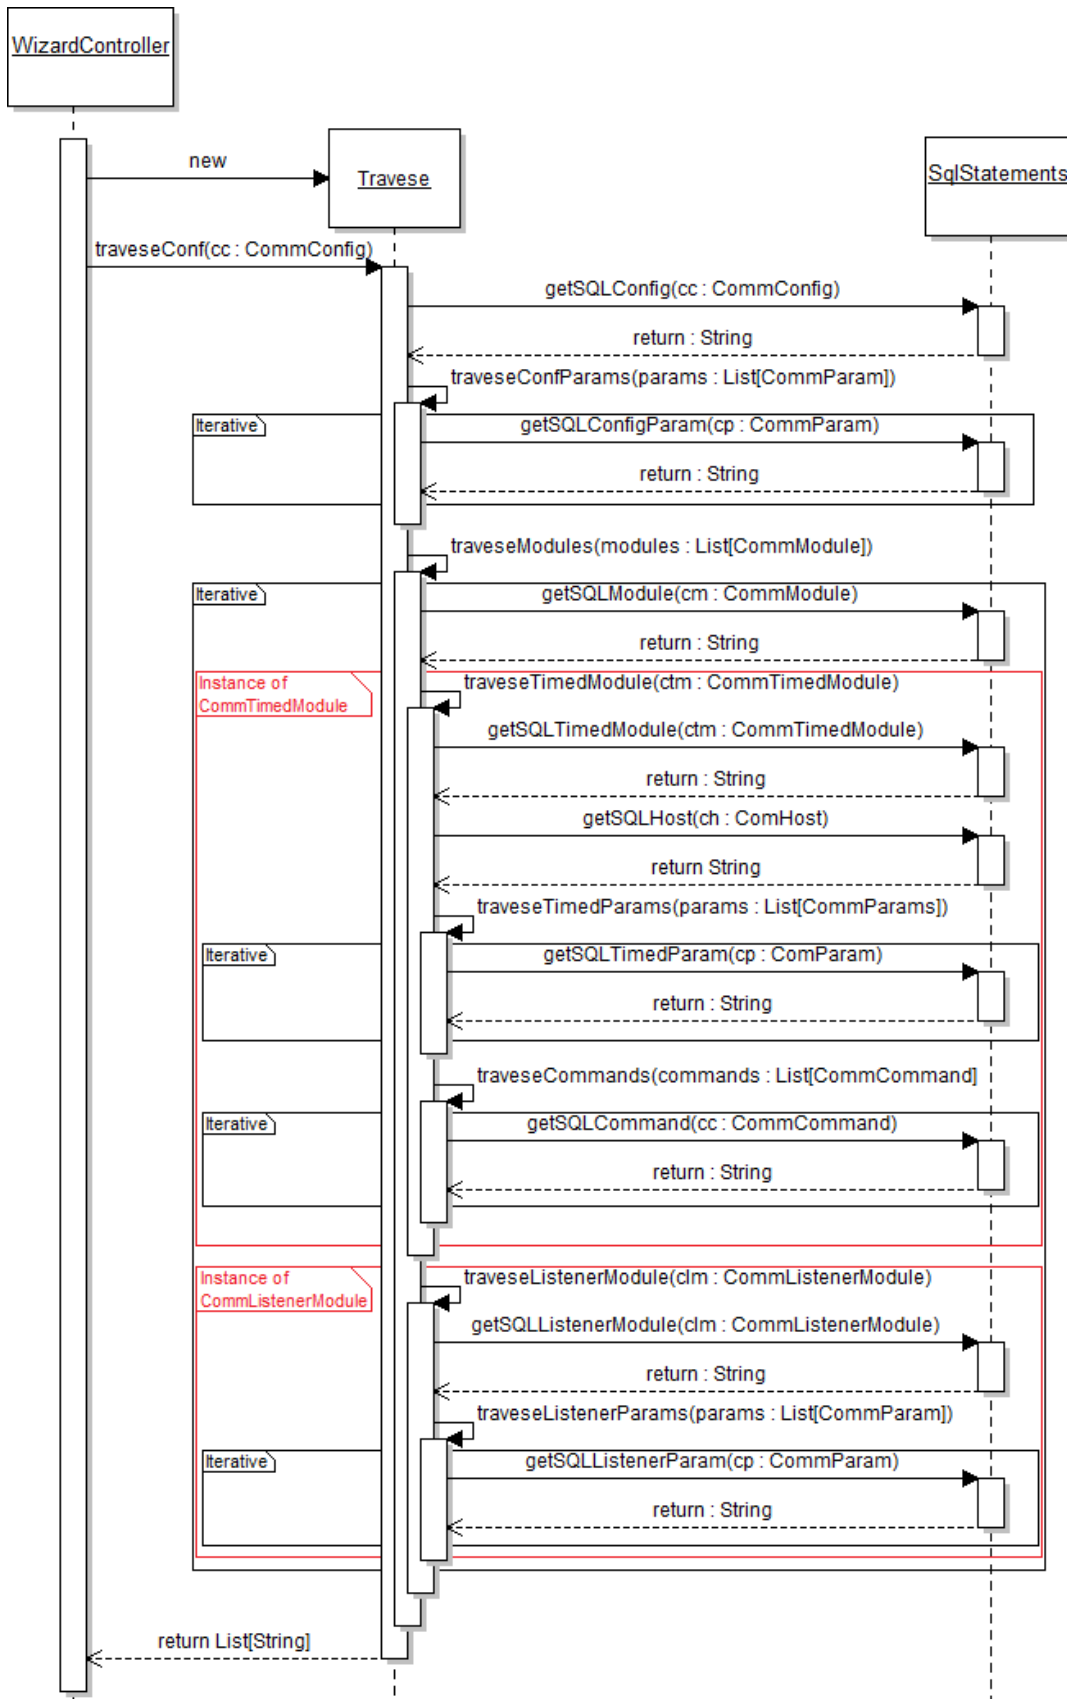 WizardController
new
Travese
SqlStatements
traveseConf(cc : CommConfig)
getSQLConfig(cc : CommConfig)
return : String
traveseConfParams(params : List[CommParam])
Iterative
getSQLConfigParam(cp : CommParam)
return : String
traveseModules(modules : List[CommModule])
Iterative
getSQLModule(cm : CommModule)
return : String
Instance of
CommTimedModule
traveseTimedModule(ctm : CommTimedModule)
getSQLTimedModule(ctm : CommTimedModule)
return : String
getSQLHost(ch : ComHost)
return String
traveseTimedParams(params : List[CommParams])
Iterative
getSQLTimedParam(cp : ComParam)
return : String
traveseCommands(commands : List[CommCommand]
Iterative
getSQLCommand(cc : CommCommand)
return : String
Instance of
CommListenerModule
traveseListenerModule(clm : CommListenerModule)
getSQLListenerModule(clm : CommListenerModule)
return : String
traveseListenerParams(params : List[CommParam])
Iterative
getSQLListenerParam(cp : CommParam)
return : String
return List[String]